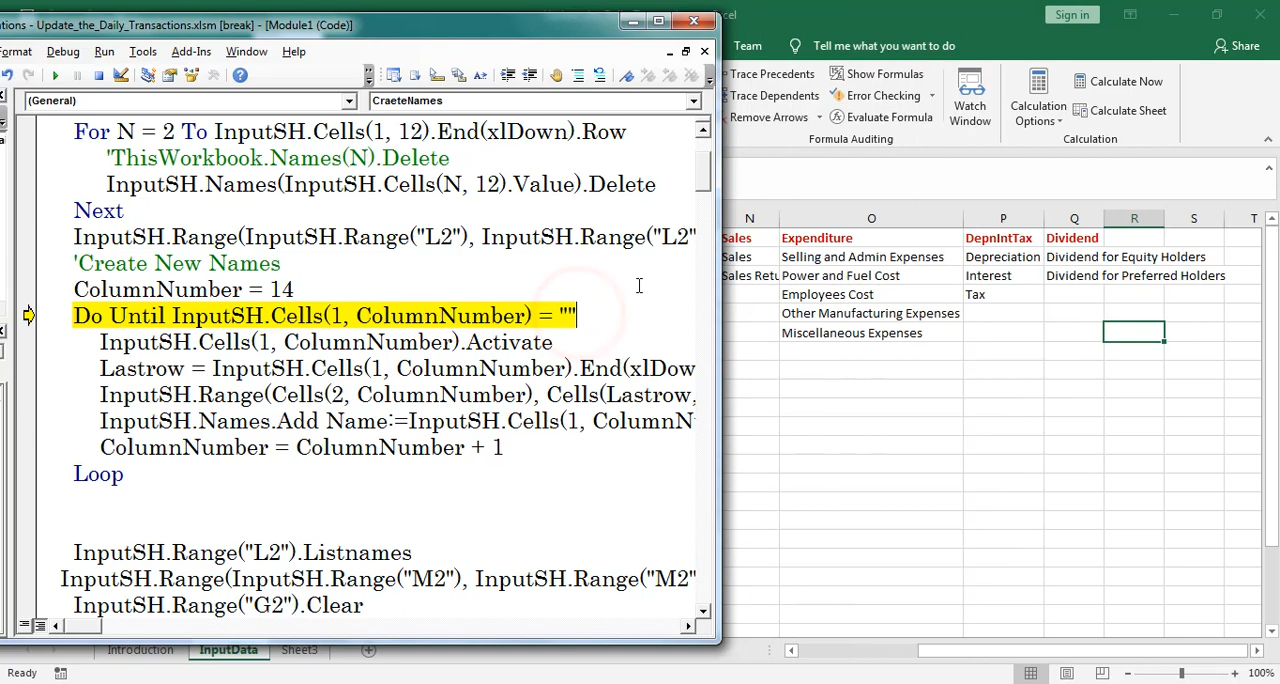 ations - Update_the_Daily_Transactions.xlsm [break] - [Module1 (Code)]
Format Debug Run Tools Add-Ins Window Help
(General) CraeteNames
For N = 2 To InputSH.Cells(1, 12).End(xlDown).Row
'ThisWorkbook.Names(N).Delete
InputSH.Names(InputSH.Cells(N, 12).Value).Delete
Next
InputSH.Range(InputSH.Range("L2"), InputSH.Range("L2"
'Create New Names
ColumnNumber = 14
Do Until InputSH.Cells(1, ColumnNumber) = ""
InputSH.Cells(1, ColumnNumber).Activate
Lastrow = InputSH.Cells(1, ColumnNumber).End(xlDow
InputSH.Range(Cells(2, ColumnNumber), Cells(Lastrow,
InputSH.Names.Add Name:=InputSH.Cells(1, ColumnN
ColumnNumber = ColumnNumber + 1
Loop
InputSH.Range("L2").Listnames
InputSH.Range(InputSH.Range("M2"), InputSH.Range("M2"
InputSH.Range("G2").Clear
cel Sign in
Team Tell me what you want to do Share
Trace Precedents Show Formulas
Trace Dependents Error Checking
Remove Arrows Evaluate Formula
Watch Window
Calculation Options
Calculate Now
Calculate Sheet
Formula Auditing Calculation
N O P Q R S T
Sales Expenditure DepnIntTax Dividend
Sales Selling and Admin Expenses Depreciation Dividend for Equity Holders
Sales Retu Power and Fuel Cost Interest Dividend for Preferred Holders
Employees Cost Tax
Other Manufacturing Expenses
Miscellaneous Expenses
Introduction InputData Sheet3
Ready 100%